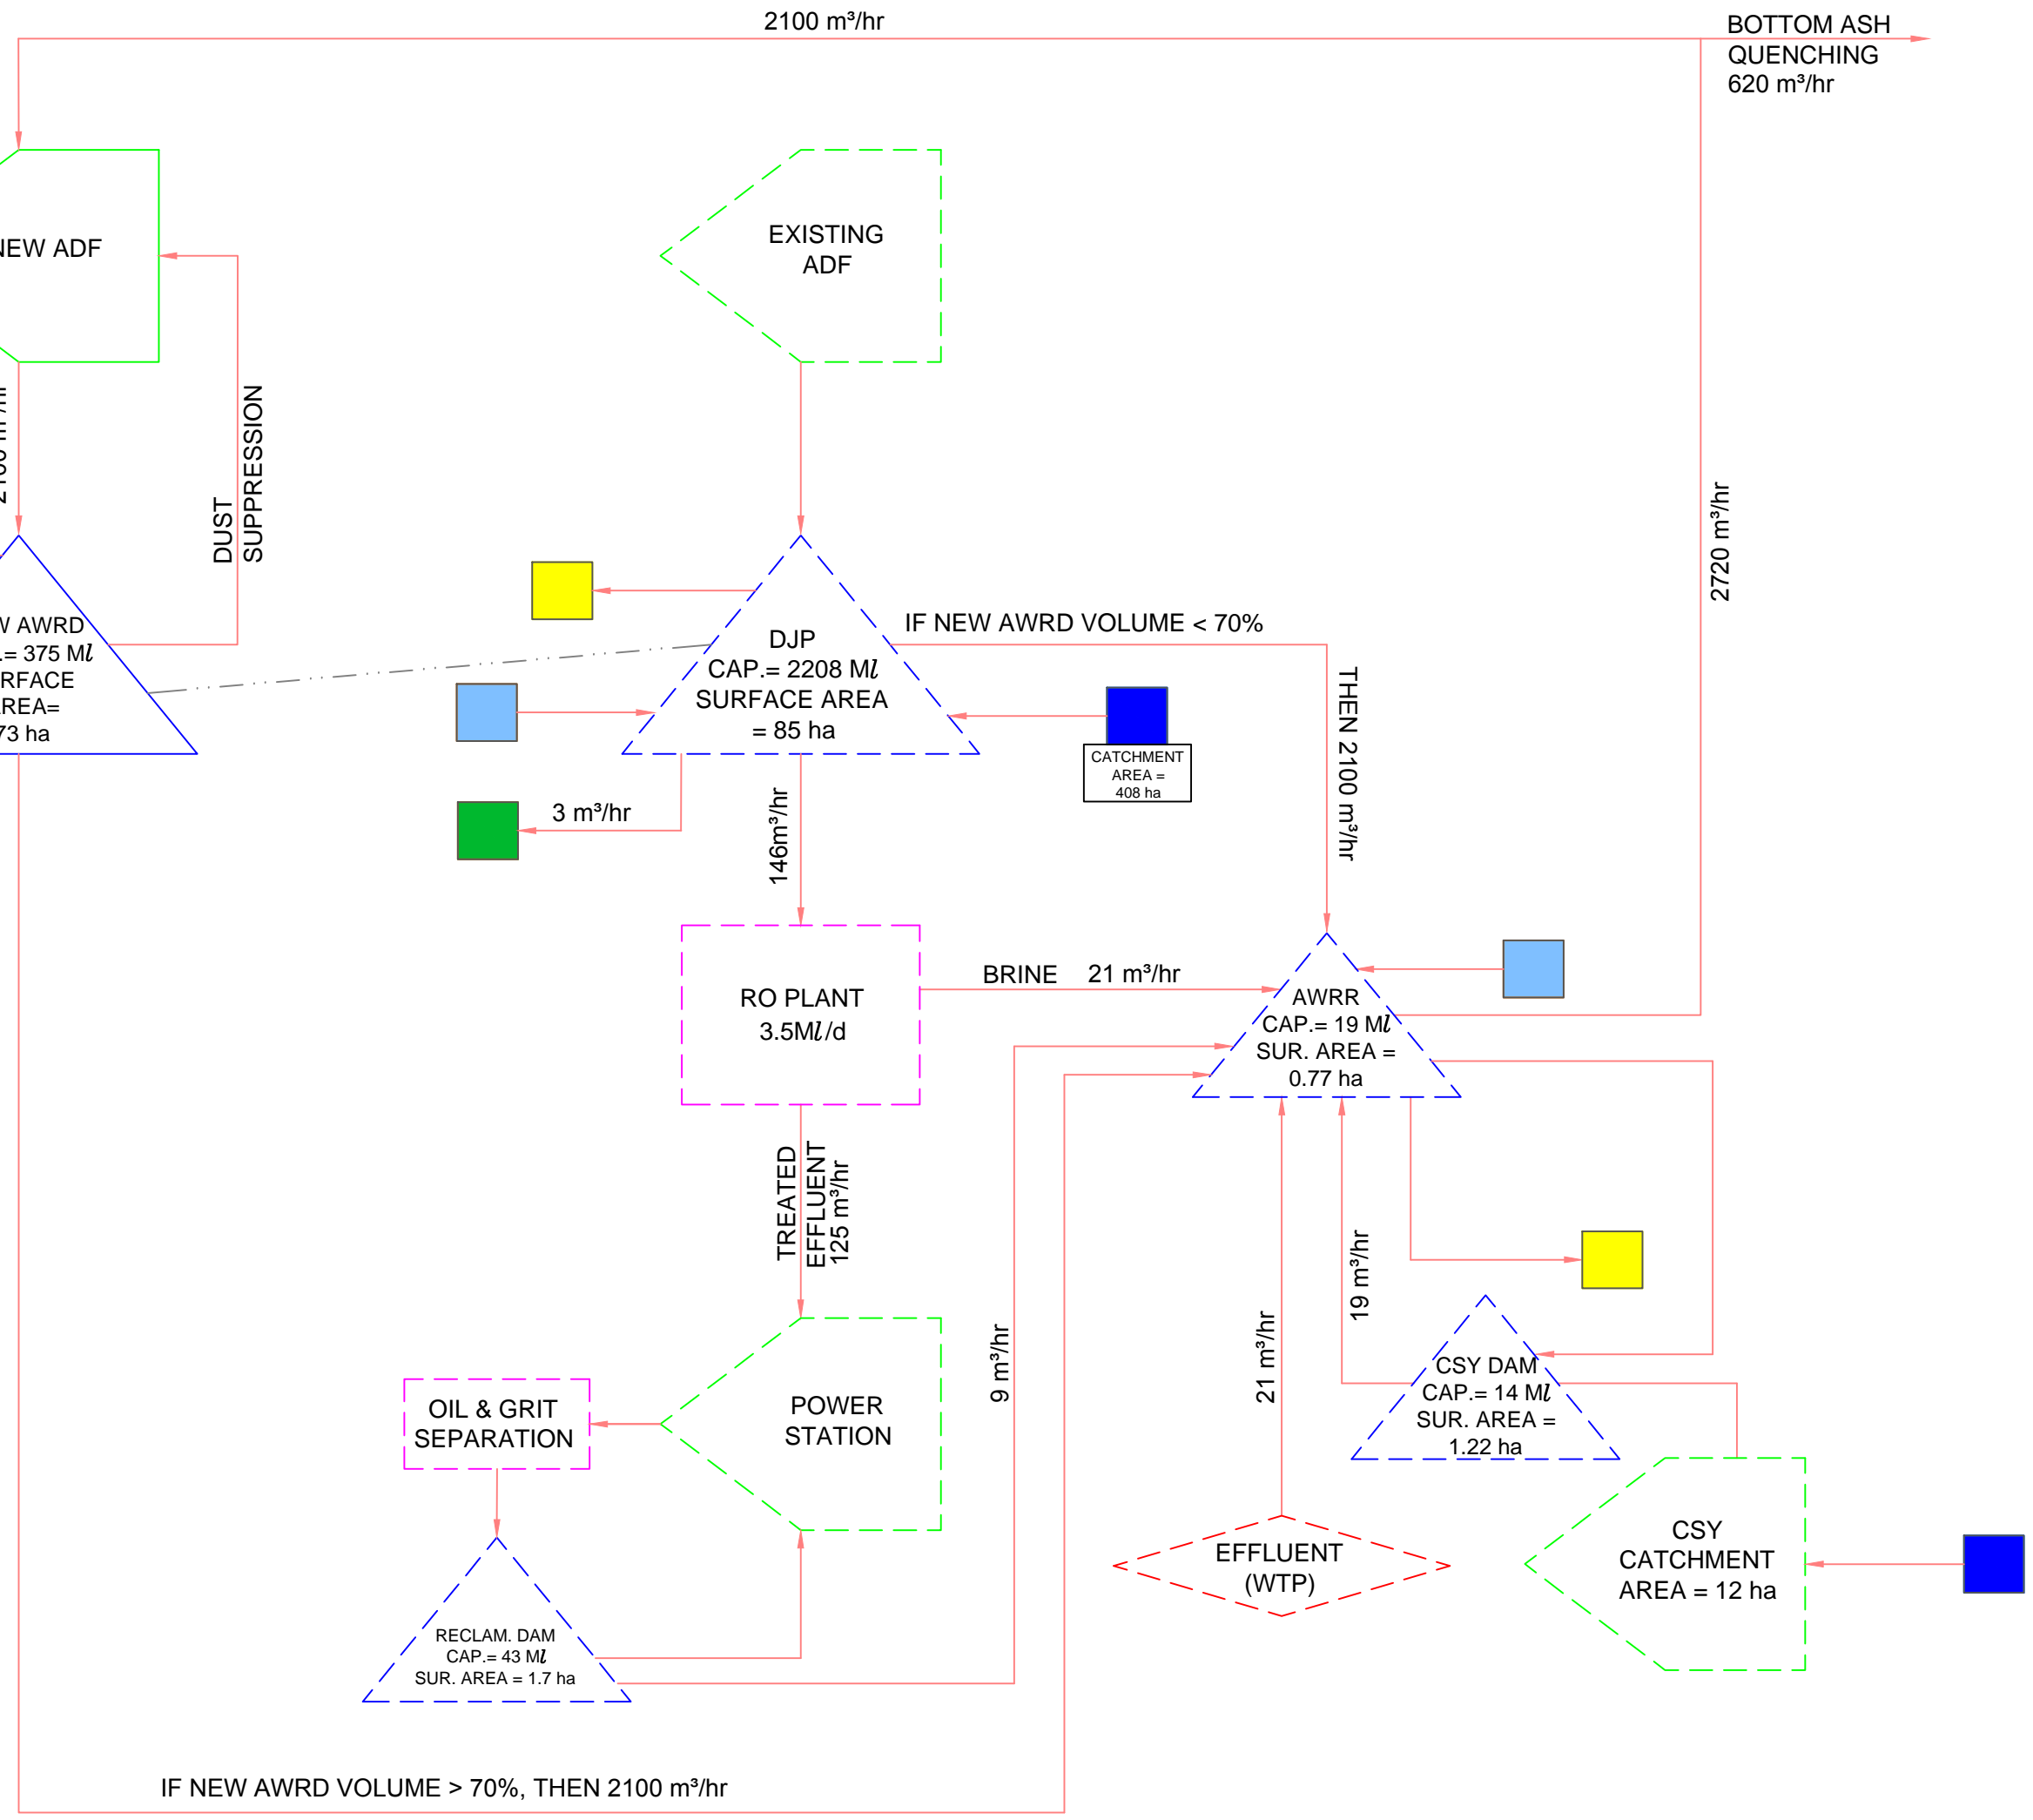 2100 m³/hr
BOTTOM ASH
QUENCHING
620 m³/hr
NEW ADF
EXISTING
ADF
DUST
SUPPRESSION
2720 m³/hr
AWRD
= 375 Ml
73 ha
DJP
CAP.= 2208 Ml
SURFACE AREA
= 85 ha
IF NEW AWRD VOLUME < 70%
THEN 2100 m³/hr
CATCHMENT
AREA =
408 ha
3 m³/hr
146m³/hr
RO PLANT
3.5Ml/d
BRINE 21 m³/hr
AWRR
CAP.= 19 Ml
SUR. AREA =
0.77 ha
TREATED
EFFLUENT
125 m³/hr
9 m³/hr
21 m³/hr
19 m³/hr
CSY DAM
CAP.= 14 Ml
SUR. AREA =
1.22 ha
OIL & GRIT
SEPARATION
POWER
STATION
EFFLUENT
(WTP)
CSY
CATCHMENT
AREA = 12 ha
RECLAM. DAM
CAP.= 43 Ml
SUR. AREA = 1.7 ha
IF NEW AWRD VOLUME > 70%, THEN 2100 m³/hr